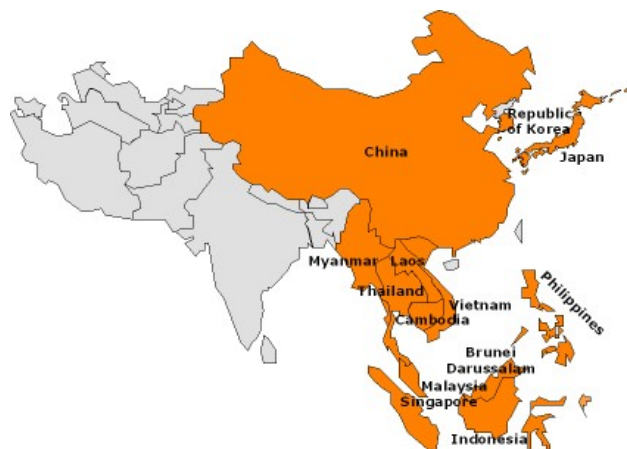 Republic
of Korea
China
Japan
Myanmar
Laos
Thailand
Philippines
Vietnam
Cambodia
Brunei
Darussalam
Malaysia
Singapore
Indonesia